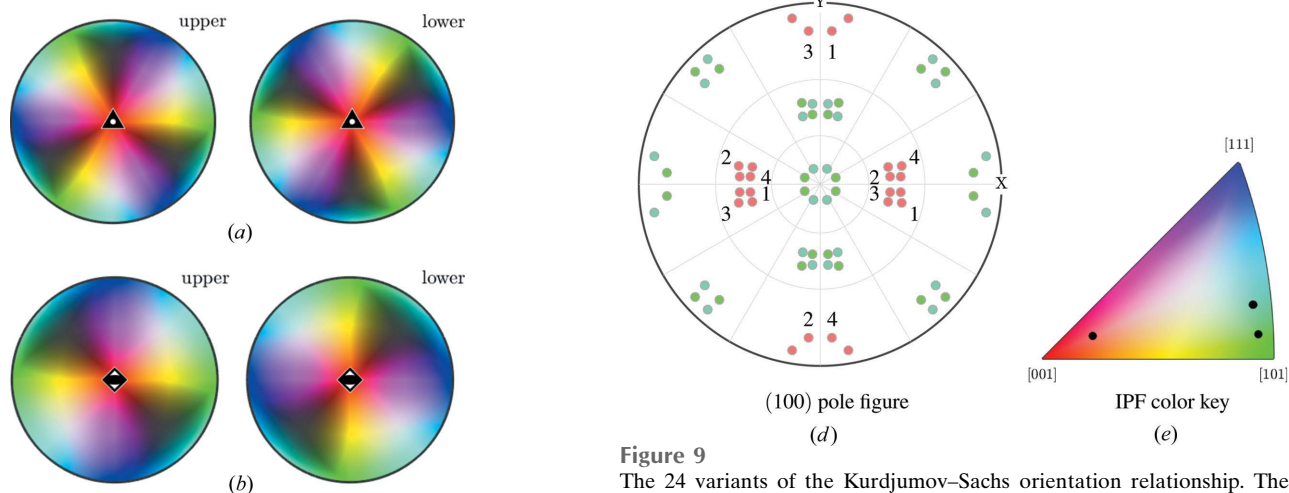 upper
lower
(a)
upper
lower
(b)
Y
3 1
2
4
1
3
4
2
3
1
X
2 4
(100) pole figure
(d)
[111]
[001]
[101]
IPF color key
(e)
Figure 9
The 24 variants of the Kurdjumov–Sachs orientation relationship. The